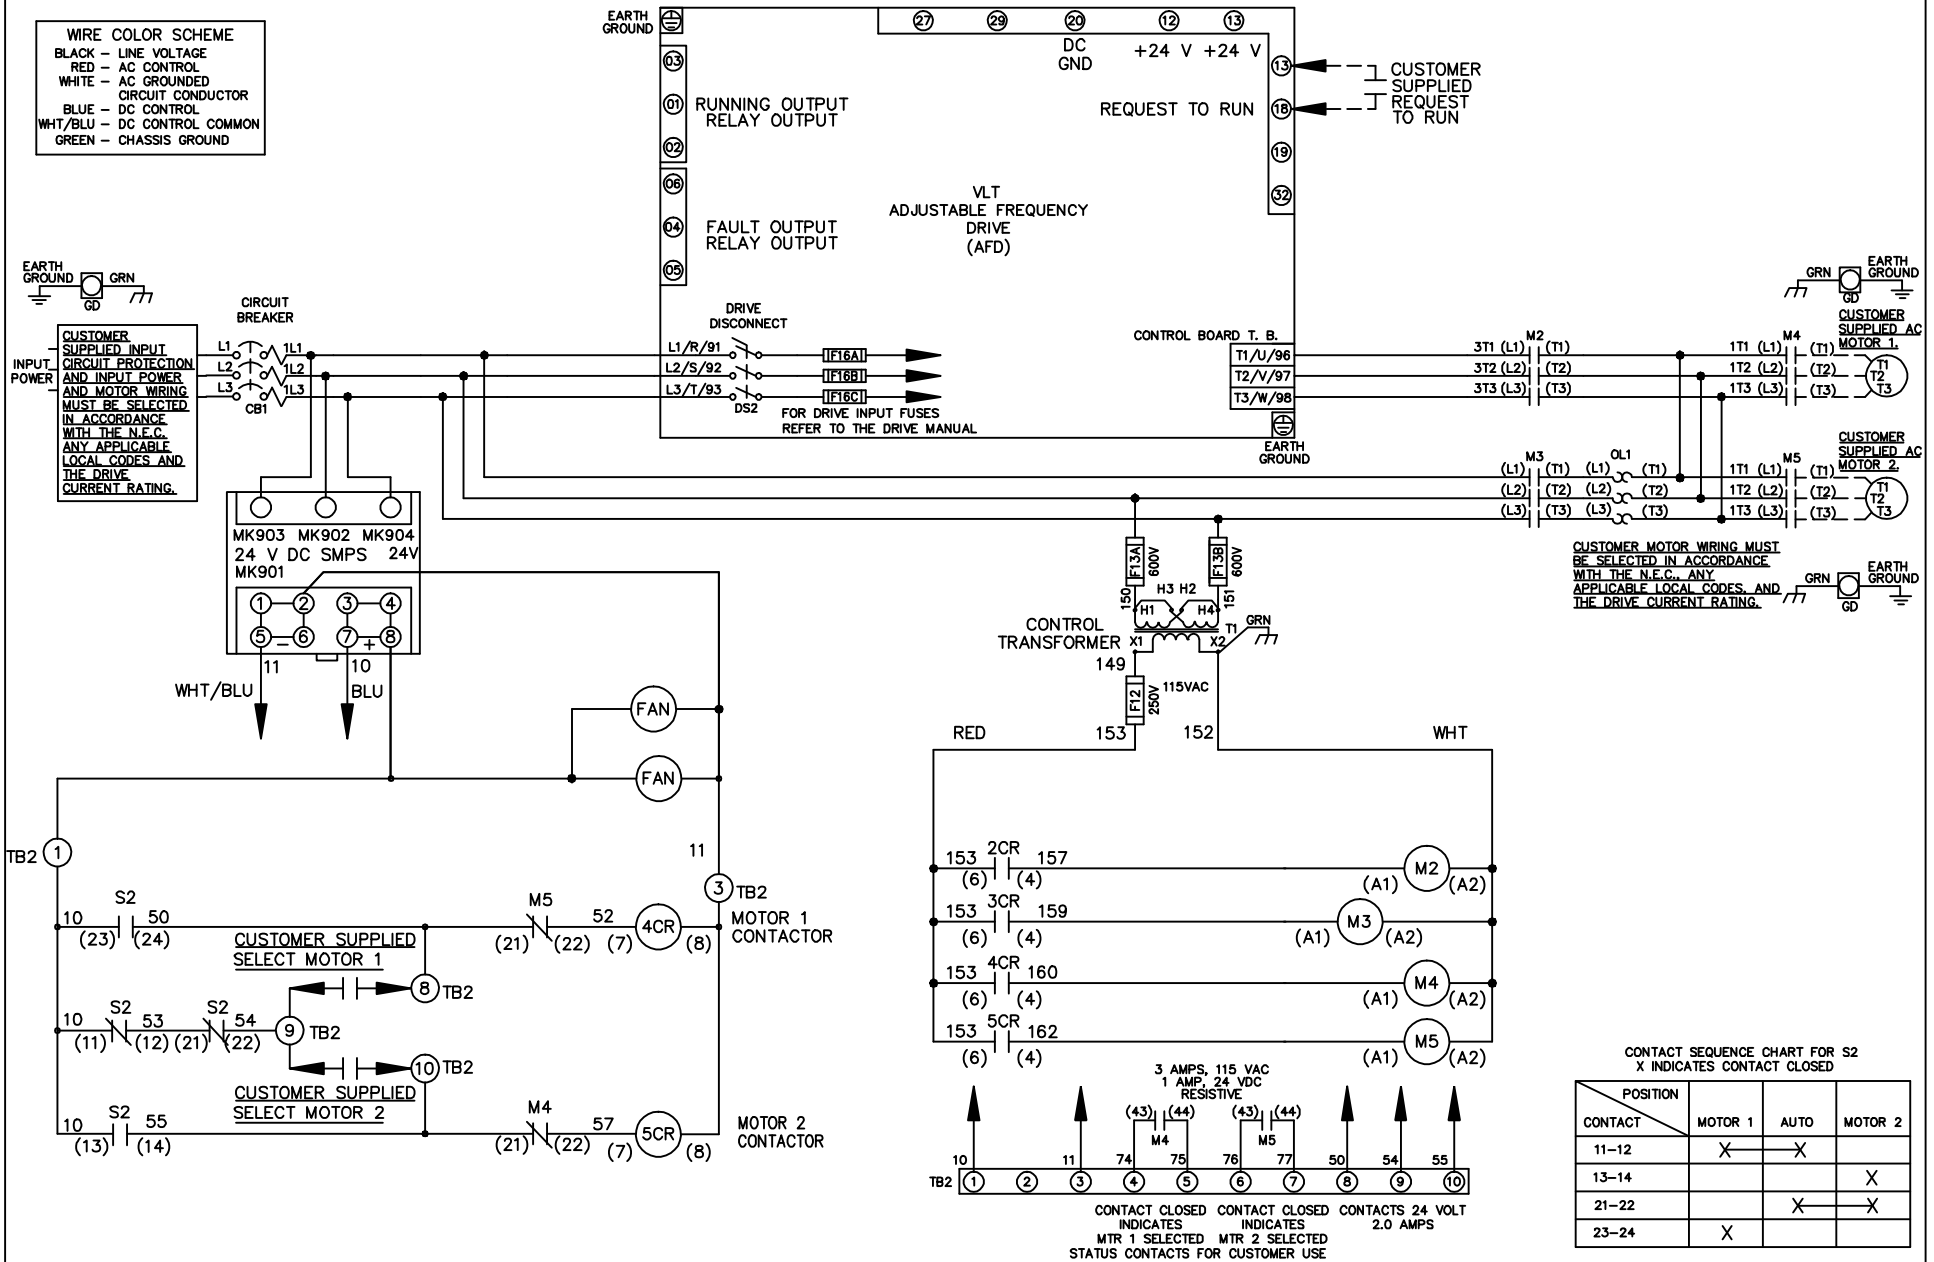 WIRE COLOR SCHEME
BLACK – LINE VOLTAGE
RED – AC CONTROL
WHITE – AC GROUNDED
CIRCUIT CONDUCTOR
BLUE – DC CONTROL
WHT/BLU – DC CONTROL COMMON
GREEN – CHASSIS GROUND
EARTH
GROUND
27 29 20 12 13
DC
GND
+24 V +24 V
03
01
02
RUNNING OUTPUT
RELAY OUTPUT
06
04
05
FAULT OUTPUT
RELAY OUTPUT
13
18
19
32
REQUEST TO RUN
CUSTOMER
SUPPLIED
REQUEST
TO RUN
VLT
ADJUSTABLE FREQUENCY
DRIVE
(AFD)
EARTH
GROUND
GRN
GD
CIRCUIT
BREAKER
INPUT
POWER
CUSTOMER
SUPPLIED INPUT
CIRCUIT PROTECTION
AND INPUT POWER
AND MOTOR WIRING
MUST BE SELECTED
IN ACCORDANCE
WITH THE N.E.C.
ANY APPLICABLE
LOCAL CODES AND
THE DRIVE
CURRENT RATING.
L1 1L1
L2 1L2
L3 1L3
CB1
DRIVE
DISCONNECT
L1/R/91 F16A
L2/S/92 F16B
L3/T/93 F16C
DS2
FOR DRIVE INPUT FUSES
REFER TO THE DRIVE MANUAL
CONTROL BOARD T. B.
T1/U/96
T2/V/97
T3/W/98
EARTH
GROUND
M2
3T1 (L1) (T1)
3T2 (L2) (T2)
3T3 (L3) (T3)
M4
1T1 (L1) (T1)
1T2 (L2) (T2)
1T3 (L3) (T3)
T1
T2
T3
GRN
GD
EARTH
GROUND
CUSTOMER
SUPPLIED AC
MOTOR 1.
M3
(L1) (T1)
(L2) (T2)
(L3) (T3)
OL1
(L1) (T1)
(L2) (T2)
(L3) (T3)
M5
1T1 (L1) (T1)
1T2 (L2) (T2)
1T3 (L3) (T3)
T1
T2
T3
CUSTOMER
SUPPLIED AC
MOTOR 2.
CUSTOMER MOTOR WIRING MUST
BE SELECTED IN ACCORDANCE
WITH THE N.E.C., ANY
APPLICABLE LOCAL CODES, AND
THE DRIVE CURRENT RATING.
GRN
GD
EARTH
GROUND
MK903 MK902 MK904
24 V DC SMPS 24V
MK901
1 2 3 4
5 – 6 7 + 8
11
10
WHT/BLU
BLU
FAN
FAN
F13A
600V
F13B
600V
150
151
H3 H2
H1 H4
CONTROL
TRANSFORMER
T1
X1 X2
GRN
149
F12
250V
115VAC
153
152
RED
WHT
TB2 1
11
3 TB2
S2
10 50
(23) (24)
M5
(21) (22)
52
(7) 4CR (8)
MOTOR 1
CONTACTOR
CUSTOMER SUPPLIED
SELECT MOTOR 1
8 TB2
S2 S2
10 53 54
(11) (12) (21) (22)
9 TB2
10 TB2
CUSTOMER SUPPLIED
SELECT MOTOR 2
S2
10 55
(13) (14)
M4
(21) (22)
57
(7) 5CR (8)
MOTOR 2
CONTACTOR
153 2CR 157
(6) (4)
(A1) M2 (A2)
153 3CR 159
(6) (4)
(A1) M3 (A2)
153 4CR 160
(6) (4)
(A1) M4 (A2)
153 5CR 162
(6) (4)
(A1) M5 (A2)
3 AMPS, 115 VAC
1 AMP, 24 VDC
RESISTIVE
(43) (44) (43) (44)
M4 M5
10 11 74 75 76 77 50 54 55
TB2 1 2 3 4 5 6 7 8 9 10
CONTACT CLOSED
INDICATES
MTR 1 SELECTED
CONTACT CLOSED
INDICATES
MTR 2 SELECTED
STATUS CONTACTS FOR CUSTOMER USE
CONTACTS 24 VOLT
2.0 AMPS
CONTACT SEQUENCE CHART FOR S2
X INDICATES CONTACT CLOSED
POSITION
CONTACT MOTOR 1 AUTO MOTOR 2
11–12 X X
13–14 X
21–22 X X
23–24 X